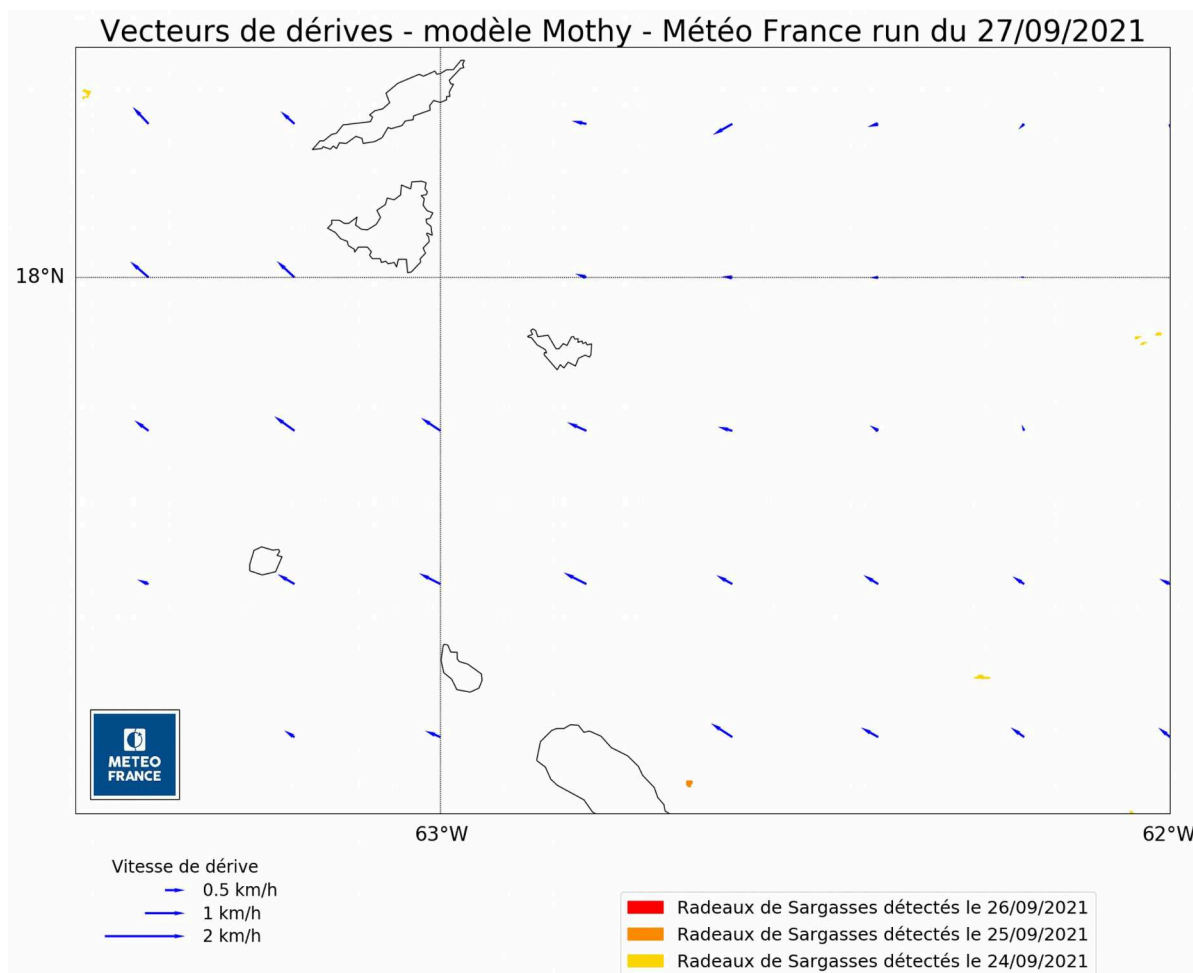 Vecteurs de dérives - modèle Mothy - Météo France run du 27/09/2021
18°N
METEO
FRANCE
63°W
62°W
Vitesse de dérive
0.5 km/h
1 km/h
2 km/h
Radeaux de Sargasses détectés le 26/09/2021
Radeaux de Sargasses détectés le 25/09/2021
Radeaux de Sargasses détectés le 24/09/2021